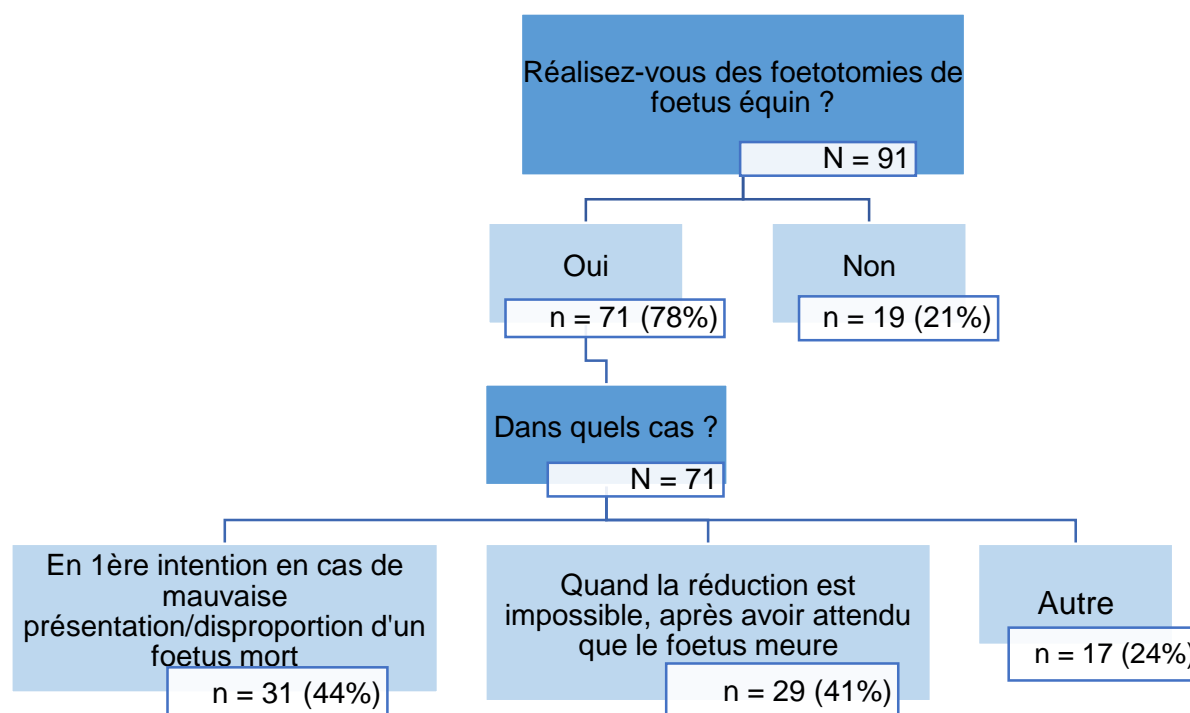 Réalisez-vous des foetotomies de
foetus équin ?
N = 91
Oui
n = 71 (78%)
Non
n = 19 (21%)
Dans quels cas ?
N = 71
En 1ère intention en cas de
mauvaise
présentation/disproportion d'un
foetus mort
n = 31 (44%)
Quand la réduction est
impossible, après avoir attendu
que le foetus meure
n = 29 (41%)
Autre
n = 17 (24%)